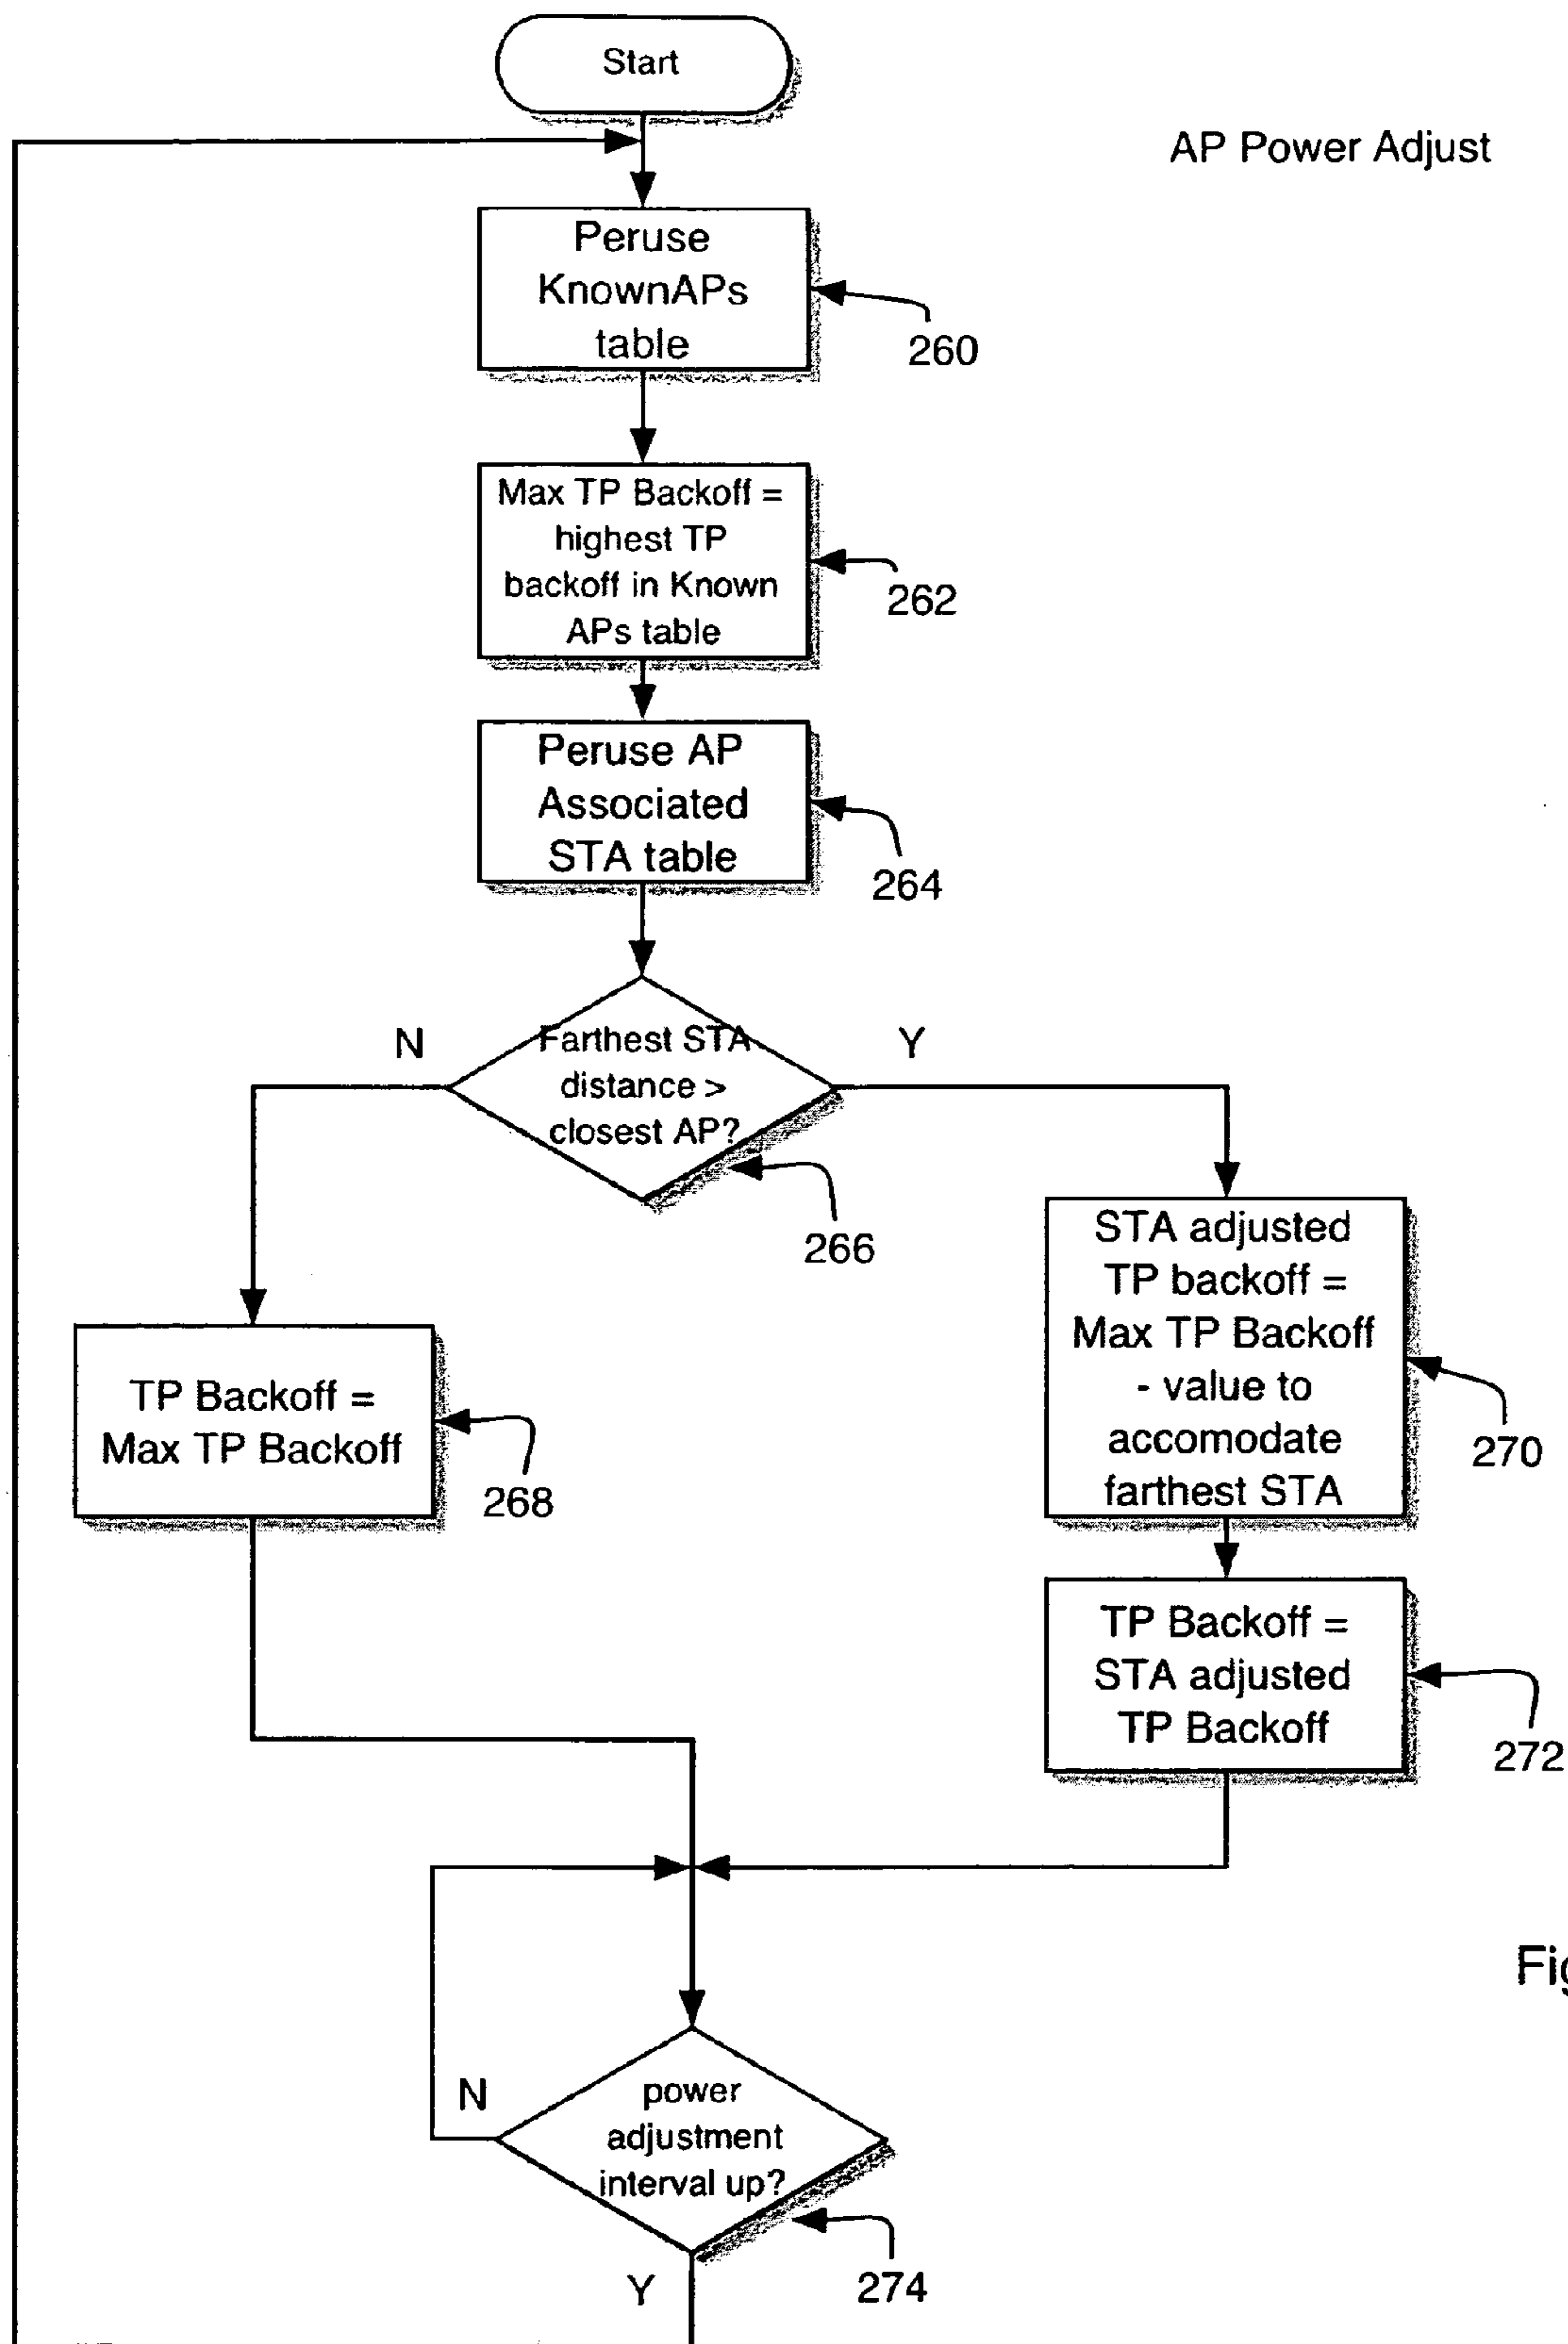 Start
AP Power Adjust
Peruse
KnownAPs
table
260
Max TP Backoff =
highest TP
backoff in Known
APs table
262
Peruse AP
Associated
STA table
264
N
Farthest STA
distance >
closest AP?
Y
266
STA adjusted
TP backoff =
Max TP Backoff
- value to
accomodate
farthest STA
270
TP Backoff =
Max TP Backoff
268
TP Backoff =
STA adjusted
TP Backoff
272
N
power
adjustment
interval up?
Y
274